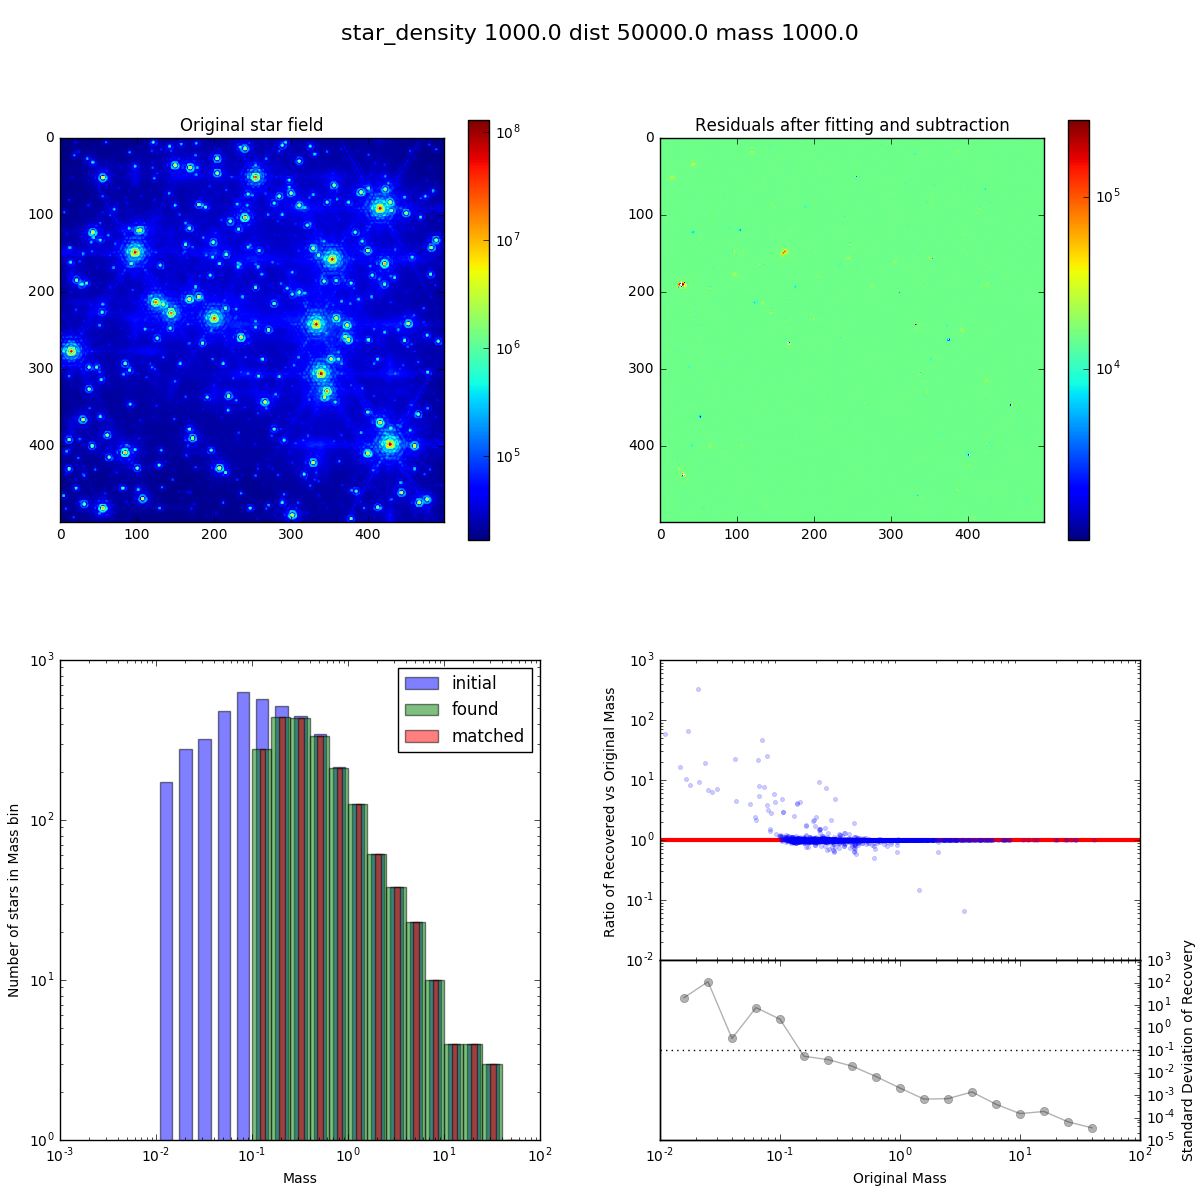 star_density 1000.0 dist 50000.0 mass 1000.0
Original star field
0
100
200
300
400
0 100 200 300 400
10^8
10^7
10^6
10^5
Residuals after fitting and subtraction
0
100
200
300
400
0 100 200 300 400
10^5
10^4
Number of stars in Mass bin
10^3
10^2
10^1
10^0
initial
found
matched
10^-3 10^-2 10^-1 10^0 10^1 10^2
Mass
Ratio of Recovered vs Original Mass
10^3
10^2
10^1
10^0
10^-1
10^-2
10^3
10^2
10^1
10^0
10^-1
10^-2
10^-3
10^-4
10^-5
Standard Deviation of Recovery
10^-2 10^-1 10^0 10^1 10^2
Original Mass